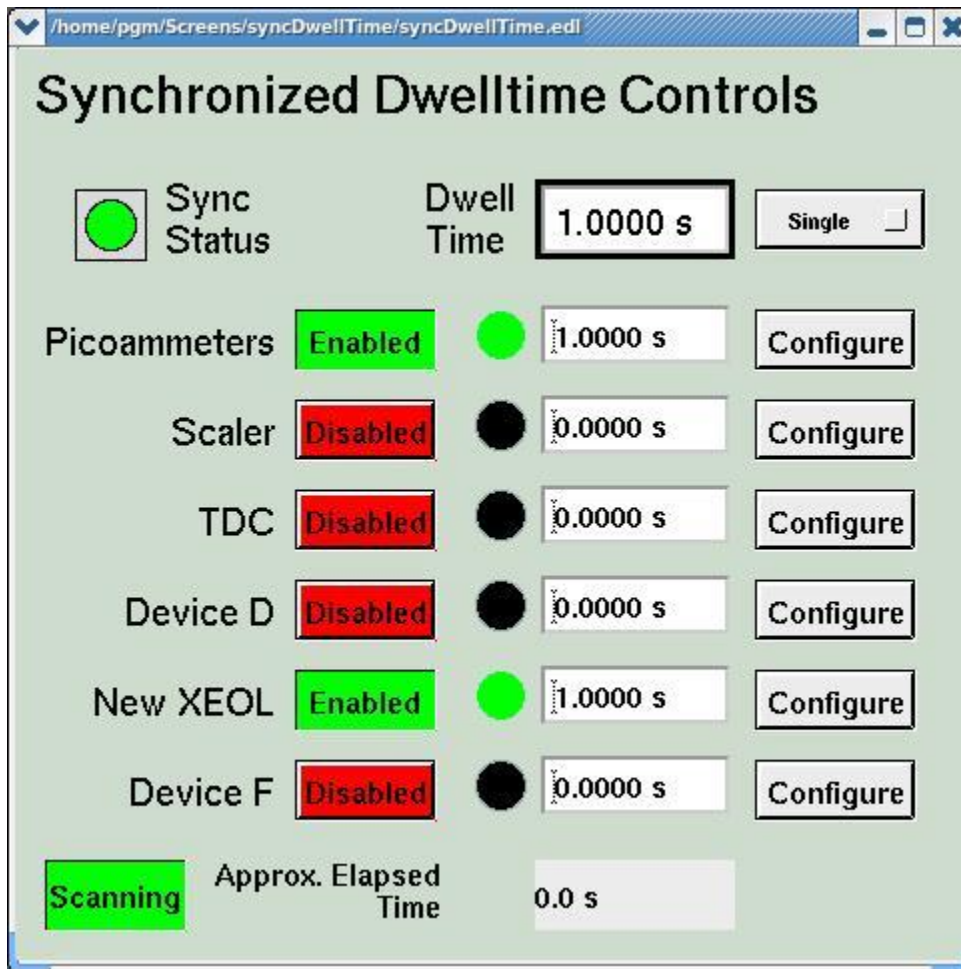 /home/pgm/Screens/syncDwellTime/syncDwellTime.edl
Synchronized Dwelltime Controls
Sync
Status
Dwell
Time
1.0000 s
Single
Picoammeters Enabled 1.0000 s Configure
Scaler Disabled 0.0000 s Configure
TDC Disabled 0.0000 s Configure
Device D Disabled 0.0000 s Configure
New XEOL Enabled 1.0000 s Configure
Device F Disabled 0.0000 s Configure
Scanning
Approx. Elapsed
Time
0.0 s